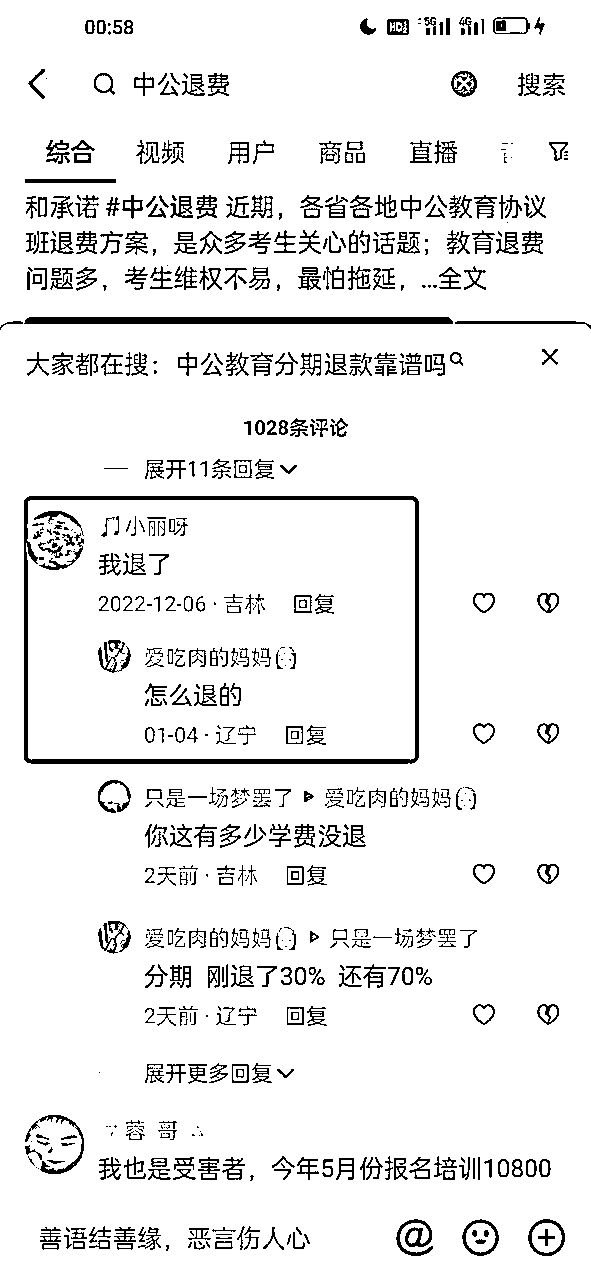 00:58 HD 5G 4G
中公退费 搜索
综合 视频 用户 商品 直播
和承诺 #中公退费 近期，各省各地中公教育协议
班退费方案，是众多考生关心的话题；教育退费
问题多，考生维权不易，最怕拖延，...全文
大家都在搜：中公教育分期退款靠谱吗
1028条评论
展开11条回复
小丽呀
我退了
2022-12-06 · 吉林 回复
爱吃肉的妈妈
怎么退的
01-04 · 辽宁 回复
只是一场梦罢了 爱吃肉的妈妈
你这有多少学费没退
2天前 · 吉林 回复
爱吃肉的妈妈 只是一场梦罢了
分期 刚退了30% 还有70%
2天前 · 辽宁 回复
展开更多回复
蓉 哥
我也是受害者，今年5月份报名培训10800
善语结善缘，恶言伤人心 @